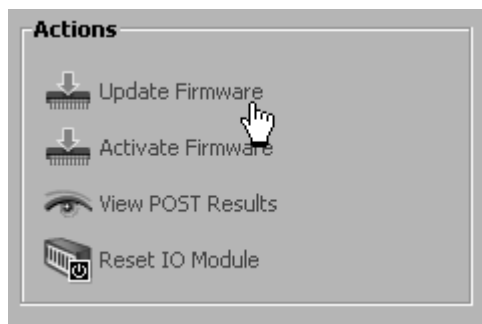 Actions
Update Firmware
Activate Firmware
View POST Results
Reset IO Module